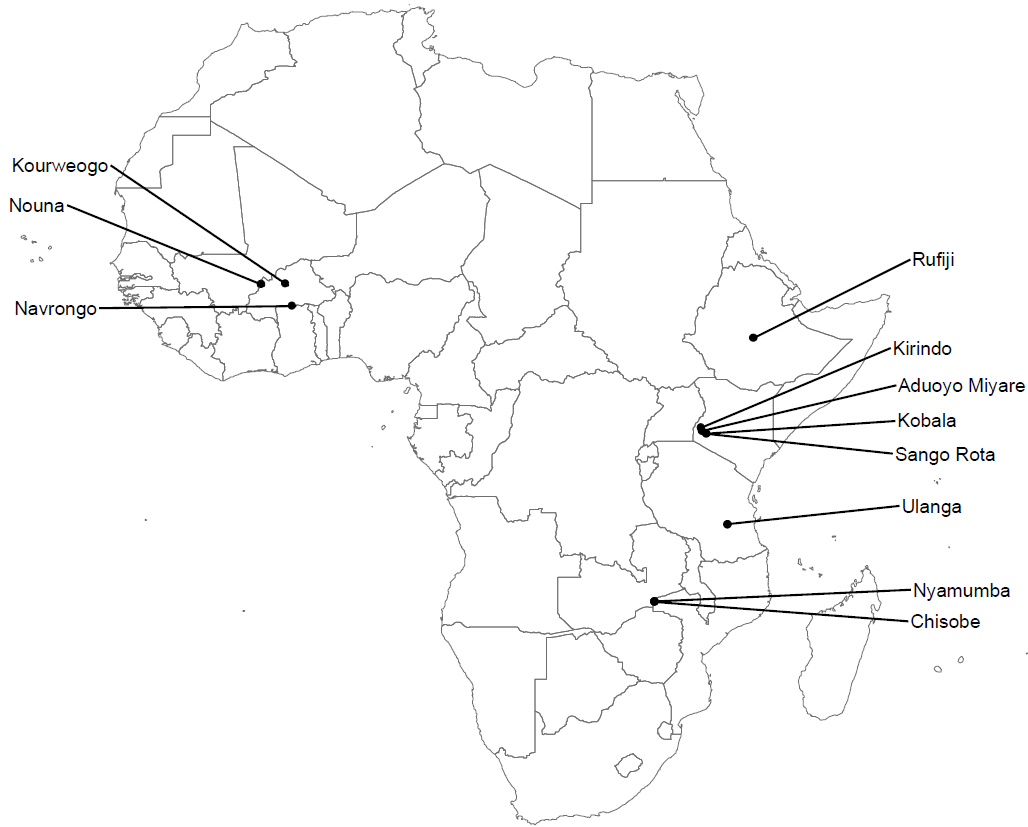 Kourweogo
Nouna
Navrongo
Rufiji
Kirindo
Aduoyo Miyare
Kobala
Sango Rota
Ulanga
Nyamumba
Chisobe